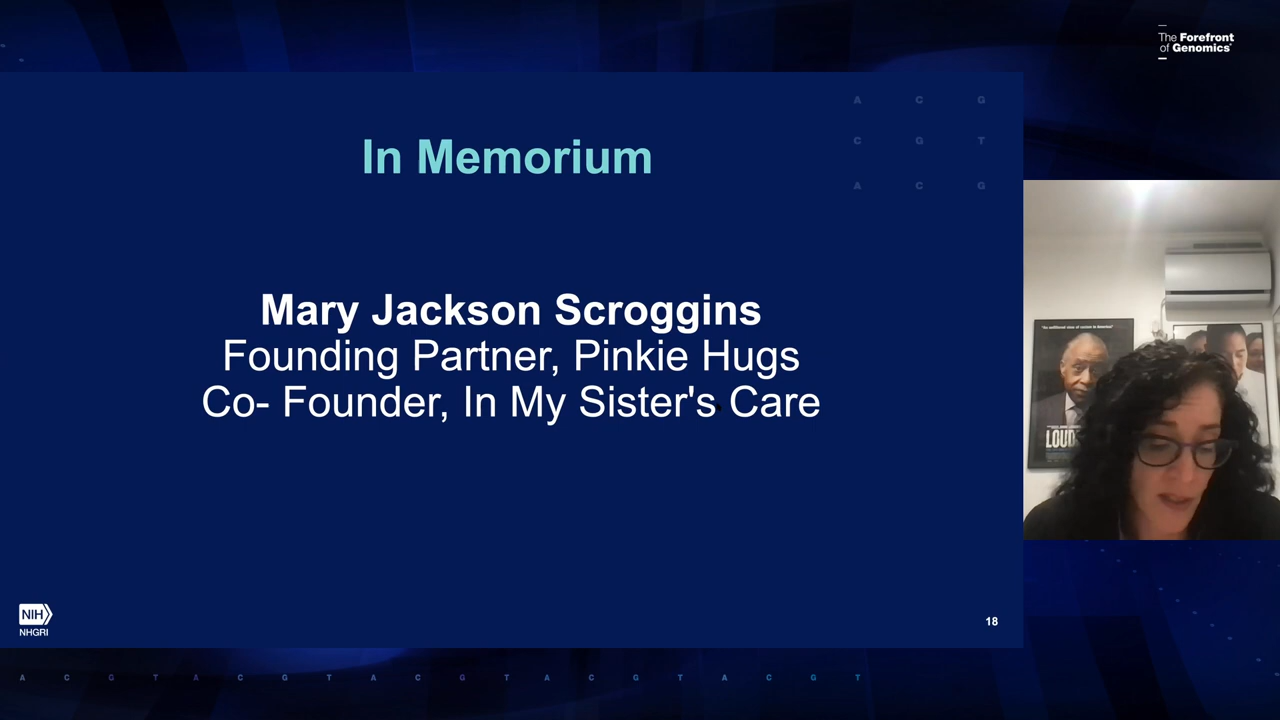 The Forefront
of Genomics®
A C G
C G T
A C G
In Memorium
Mary Jackson Scroggins
Founding Partner, Pinkie Hugs
Co- Founder, In My Sister's Care
LOUD
NIH
NHGRI
18
A C G T A C G T A C G T A C G T